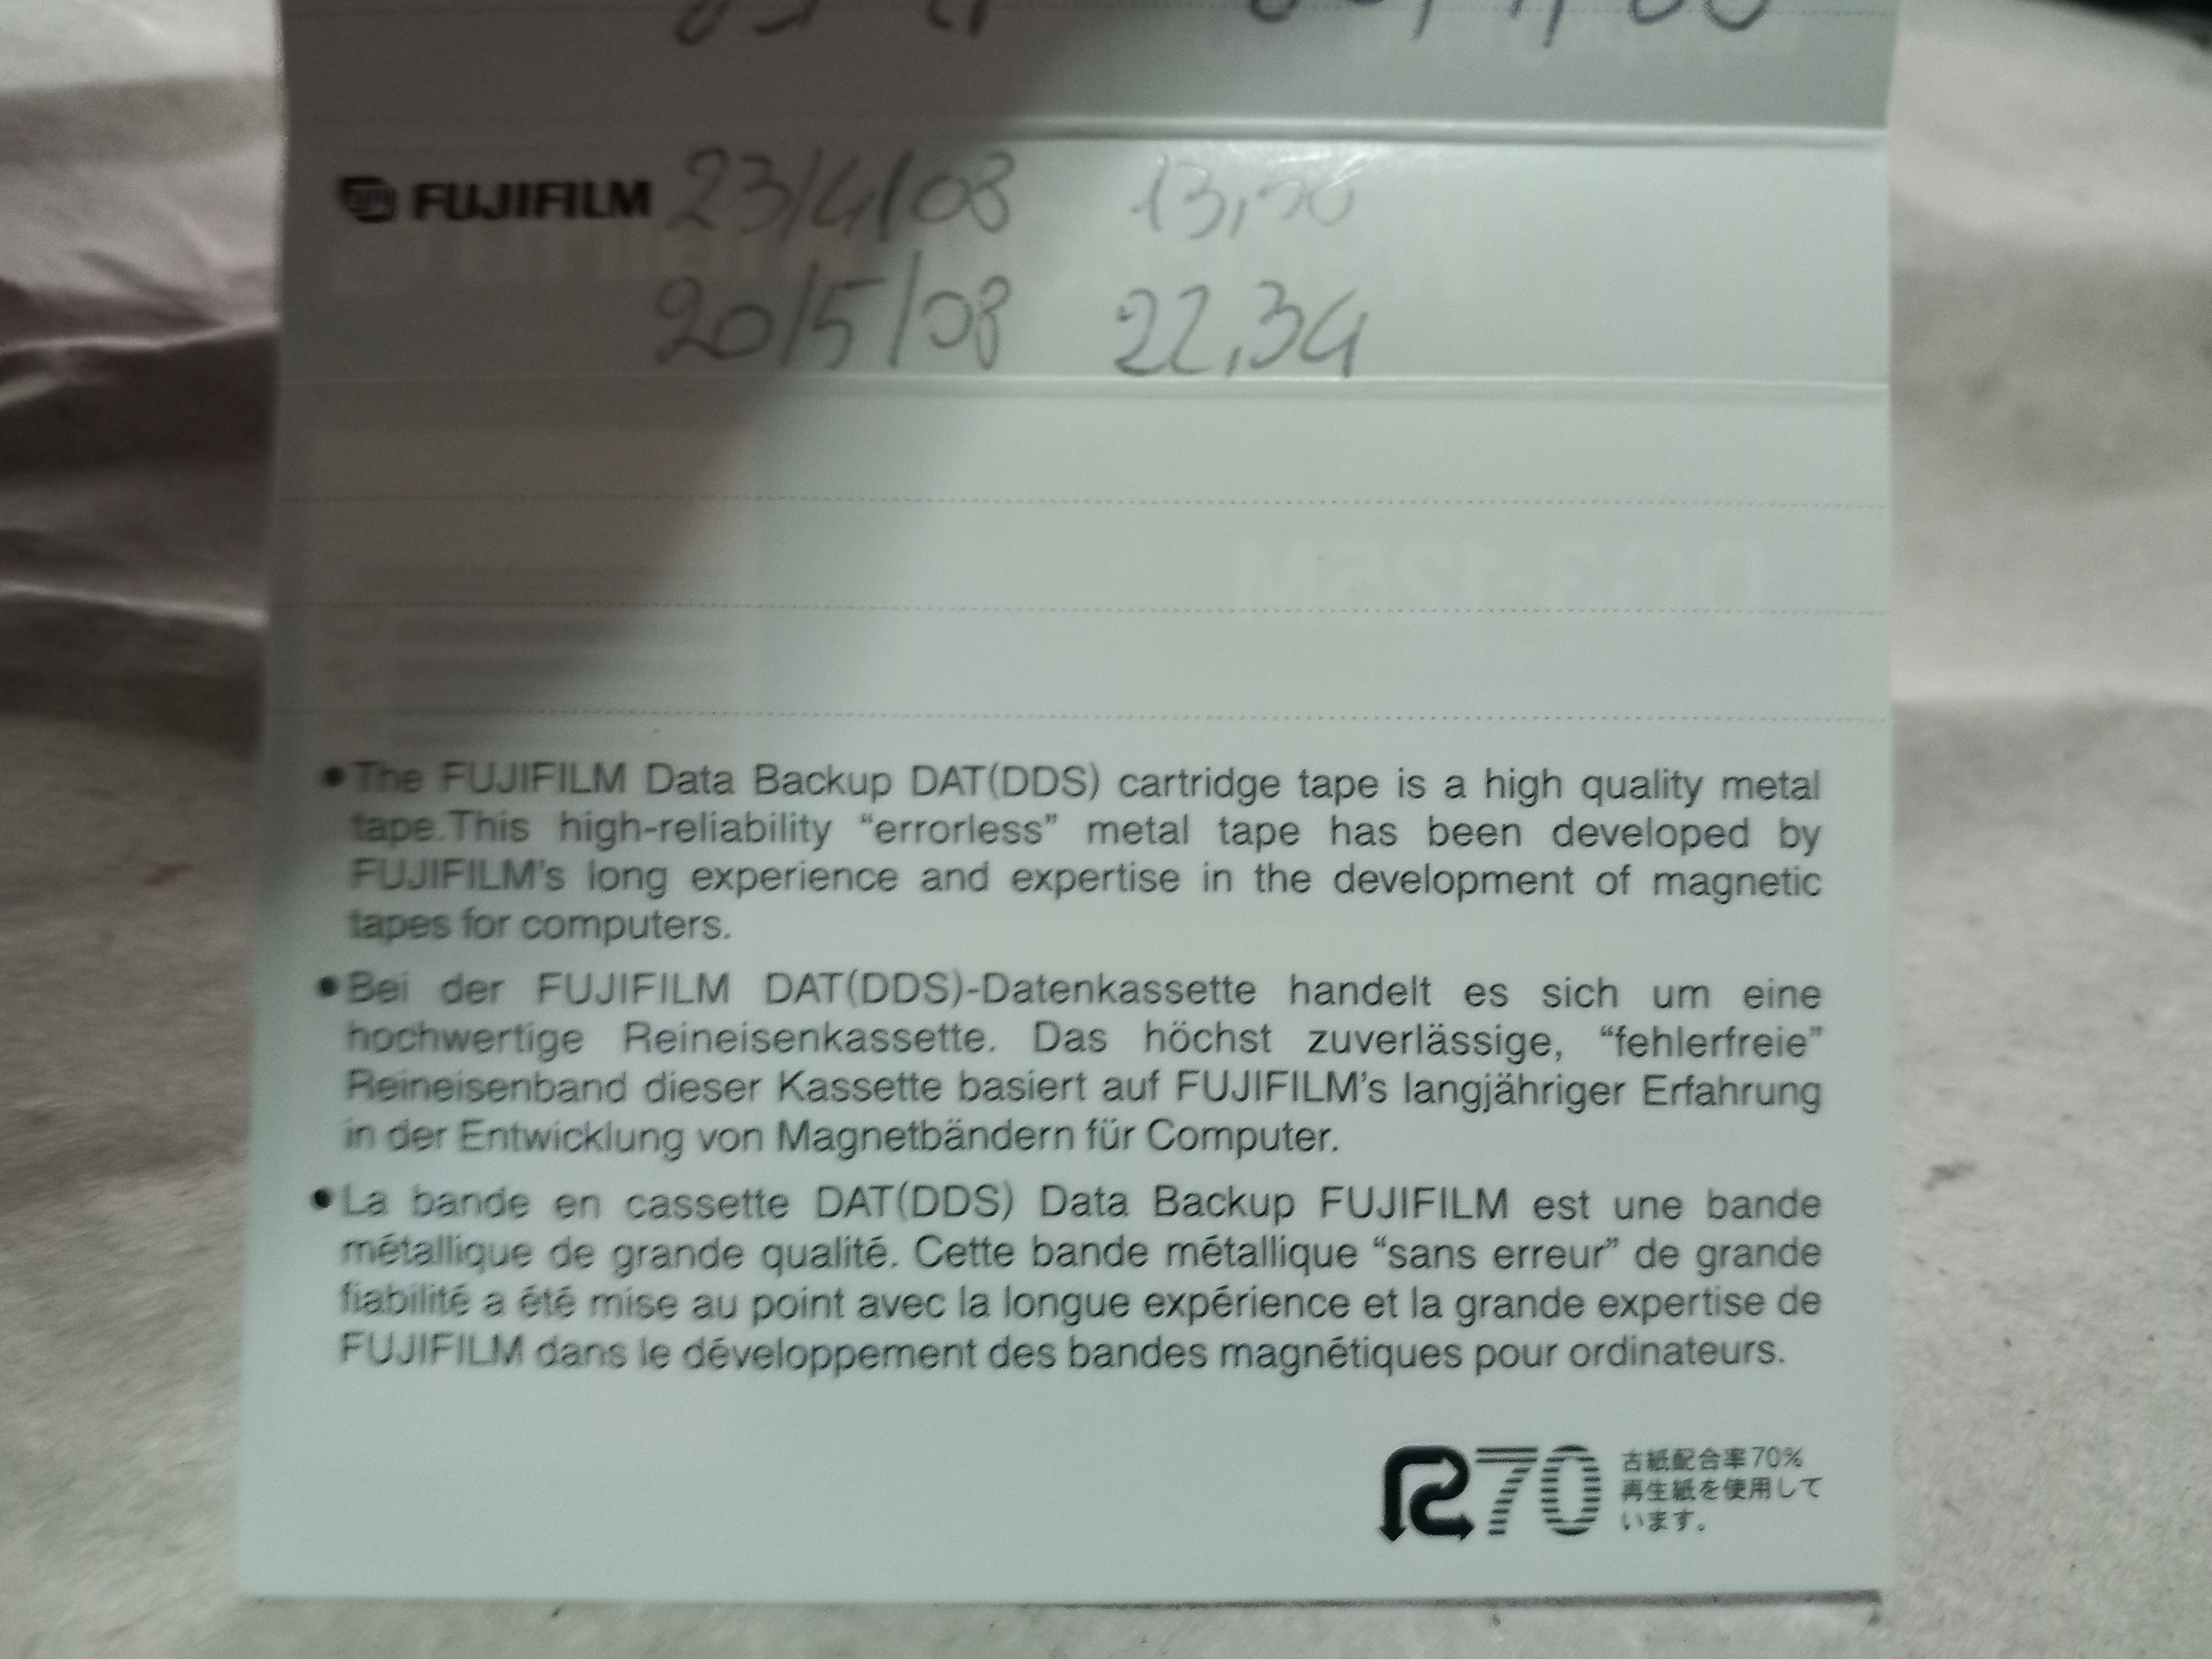 FUJIFILM 23/4/08
20/5/08 22,34
•The FUJIFILM Data Backup DAT(DDS) cartridge tape is a high quality metal
tape.This high-reliability “errorless” metal tape has been developed by
FUJIFILM's long experience and expertise in the development of magnetic
tapes for computers.
•Bei der FUJIFILM DAT(DDS)-Datenkassette handelt es sich um eine
hochwertige Reineisenkassette. Das höchst zuverlässige, “fehlerfreie”
Reineisenband dieser Kassette basiert auf FUJIFILM's langjähriger Erfahrung
in der Entwicklung von Magnetbändern für Computer.
•La bande en cassette DAT(DDS) Data Backup FUJIFILM est une bande
métallique de grande qualité. Cette bande métallique “sans erreur” de grande
fiabilité a été mise au point avec la longue expérience et la grande expertise de
FUJIFILM dans le développement des bandes magnétiques pour ordinateurs.
R70
古紙配合率70%
再生紙を使用して
います。